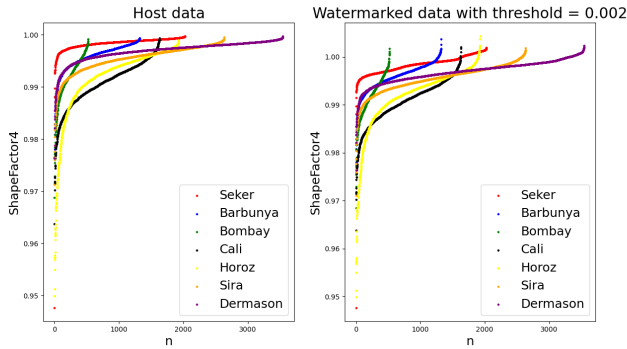 Host data
1.00
0.99
0.98
0.97
0.96
0.95
ShapeFactor4
0
1000
2000
3000
n
Seker
Barbunya
Bombay
Cali
Horoz
Sira
Dermason
Watermarked data with threshold = 0.002
1.00
0.99
0.98
0.97
0.96
0.95
ShapeFactor4
0
1000
2000
3000
n
Seker
Barbunya
Bombay
Cali
Horoz
Sira
Dermason